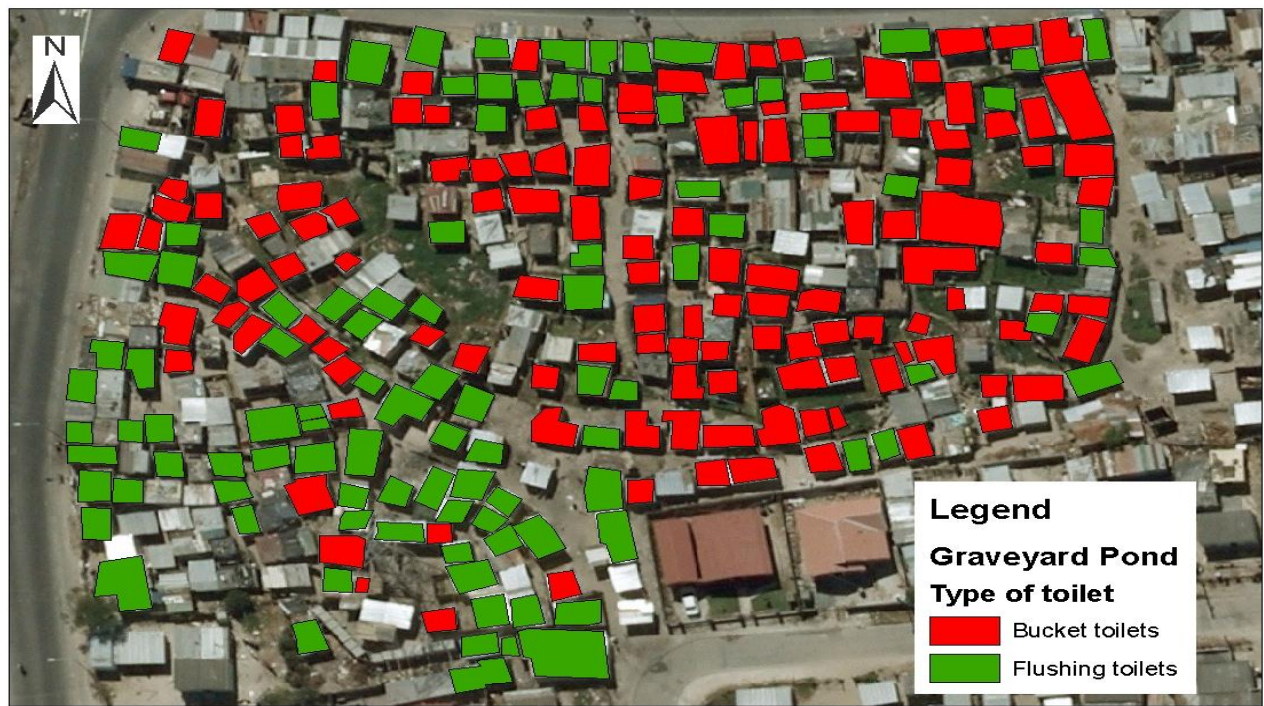 N
Legend
Graveyard Pond
Type of toilet
Bucket toilets
Flushing toilets